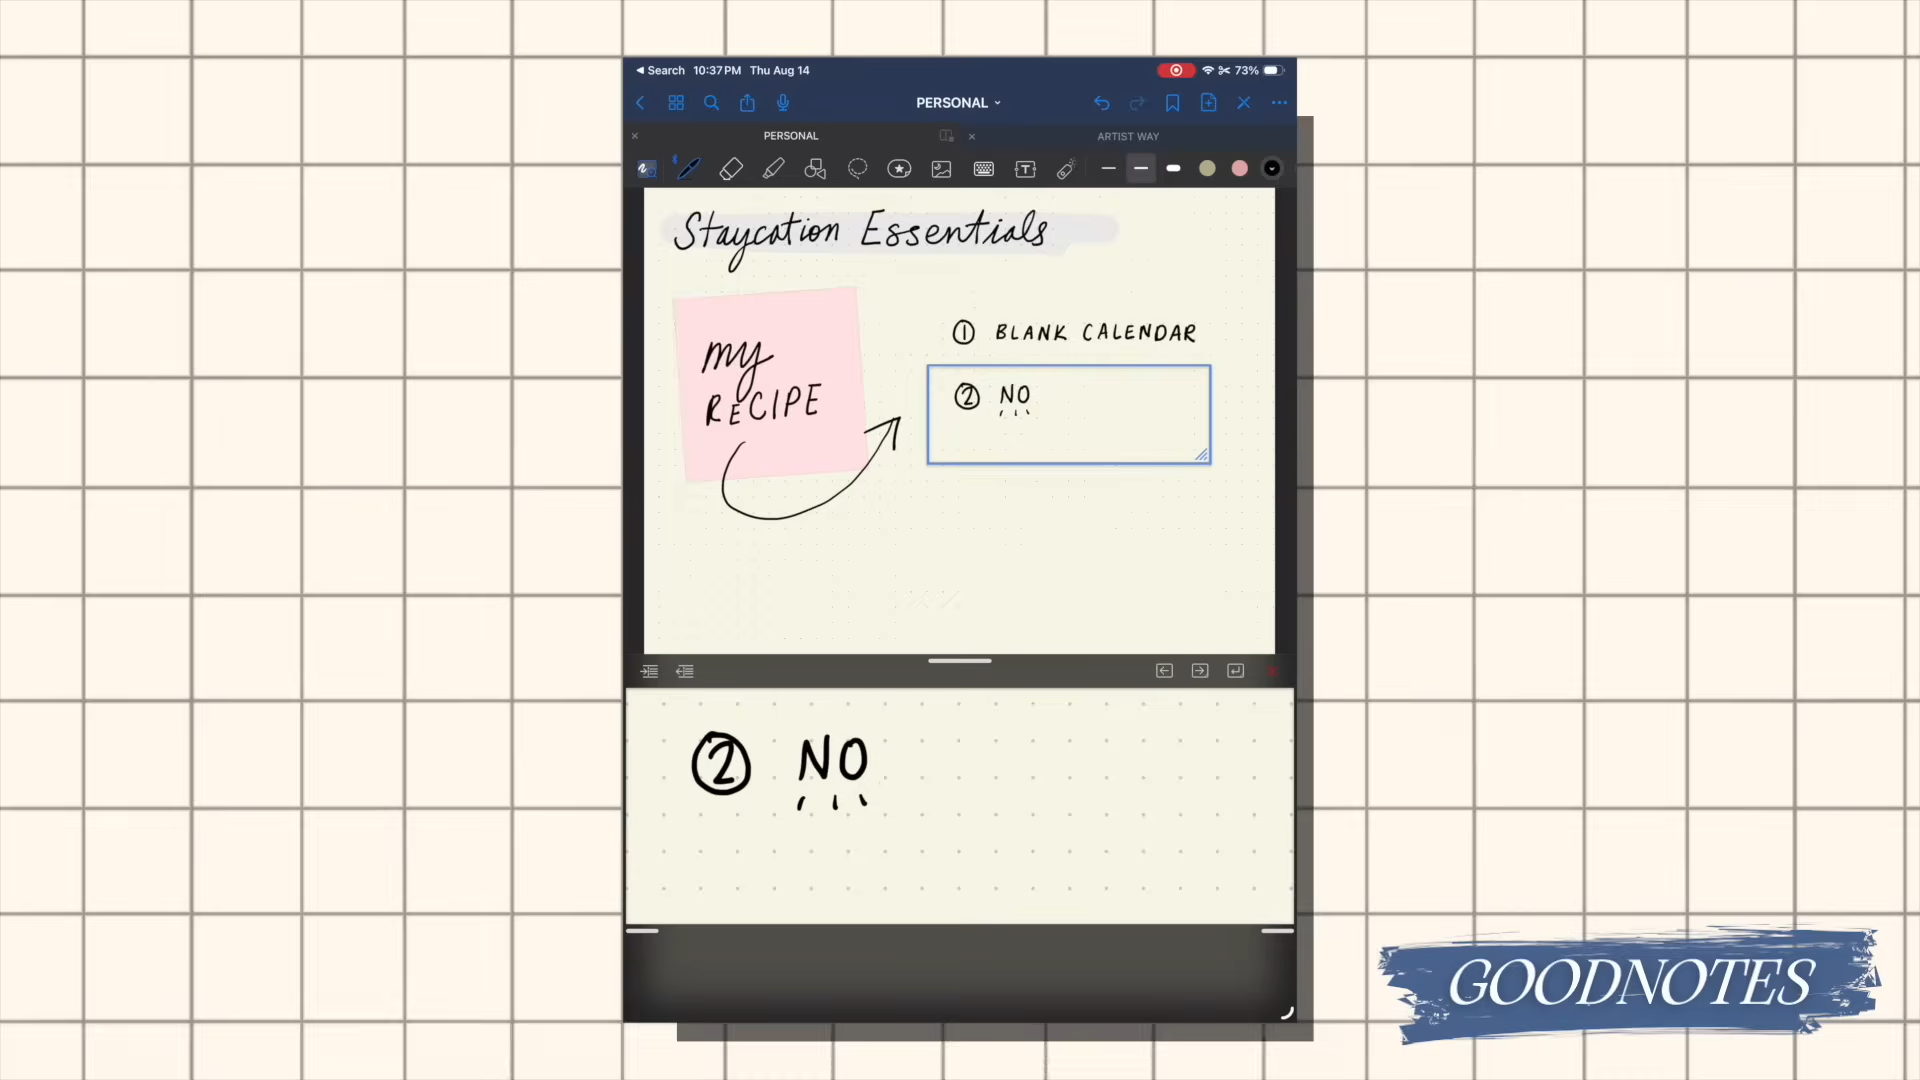 Search 10:37 PM Thu Aug 14
73%
PERSONAL
PERSONAL
ARTIST WAY
Staycation Essentials
my
RECIPE
① BLANK CALENDAR
② NO
② NO
GOODNOTES